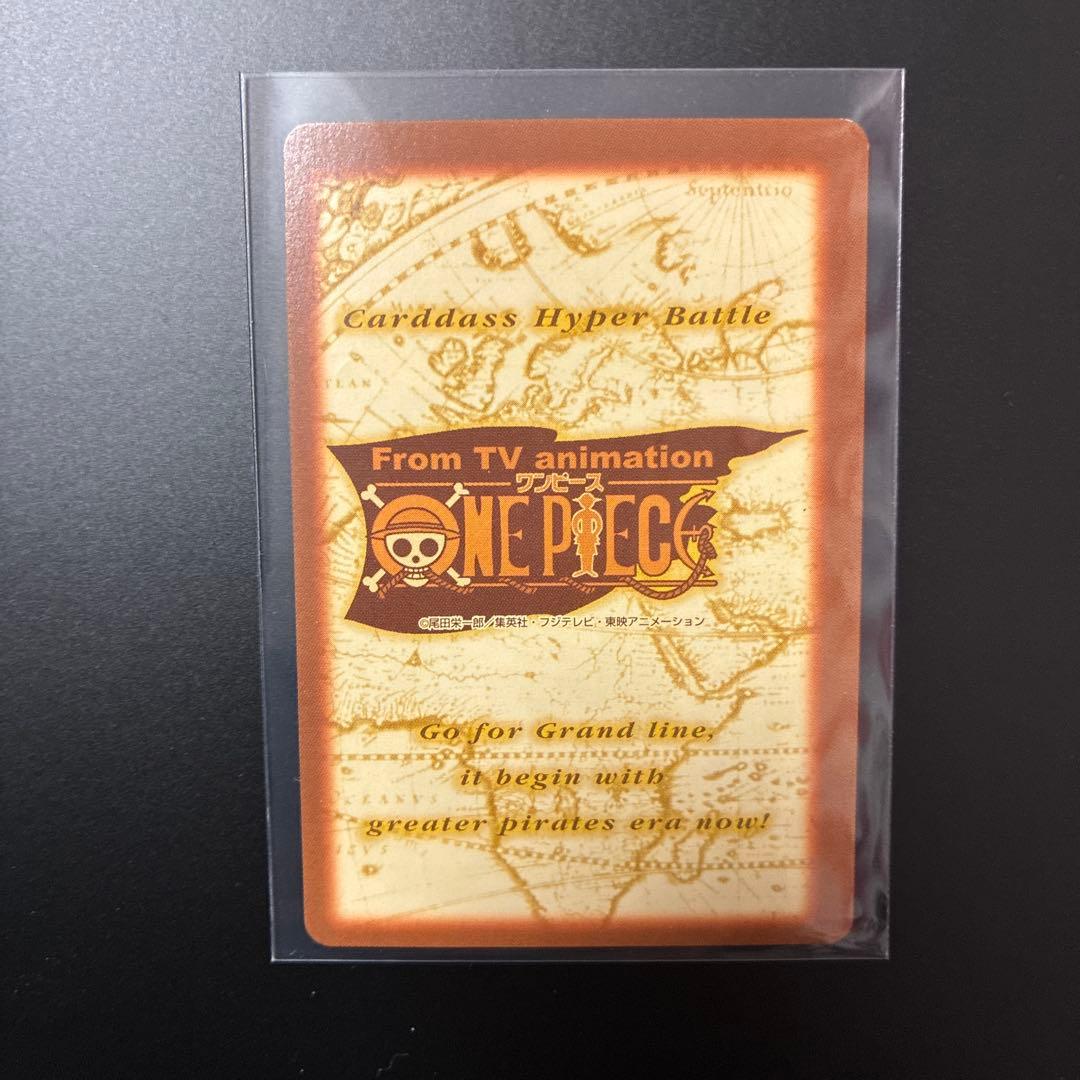 Septentrio
Carddass Hyper Battle
TLAN
From TV animation
ワンピース
ONE PIECE
©尾田栄一郎／集英社・フジテレビ・東映アニメーション
Go for Grand line,
it begin with
greater pirates era now!